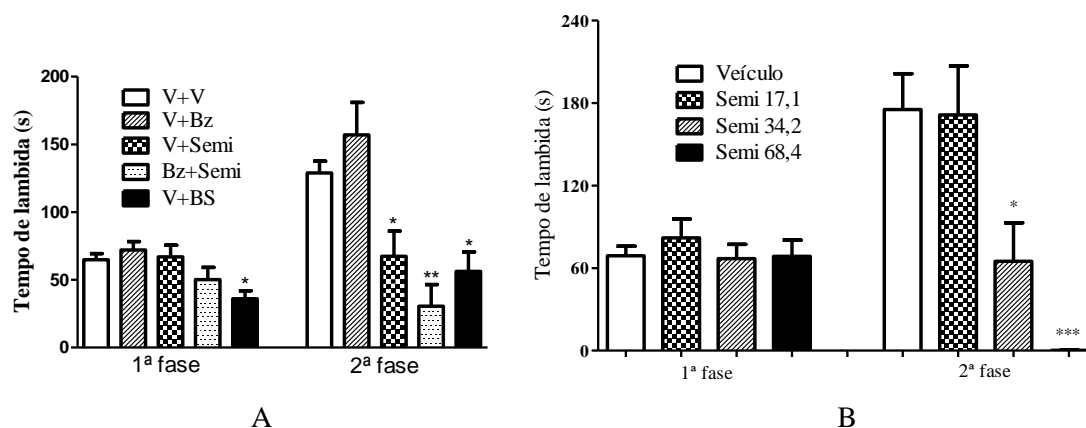 Tempo de lambida (s)
200
150
100
50
0
V+V
V+Bz
V+Semi
Bz+Semi
V+BS
*
*
**
*
1ª fase
2ª fase
A
Tempo de lambida (s)
240
180
120
60
0
Veículo
Semi 17,1
Semi 34,2
Semi 68,4
*
***
1ª fase
2ª fase
B